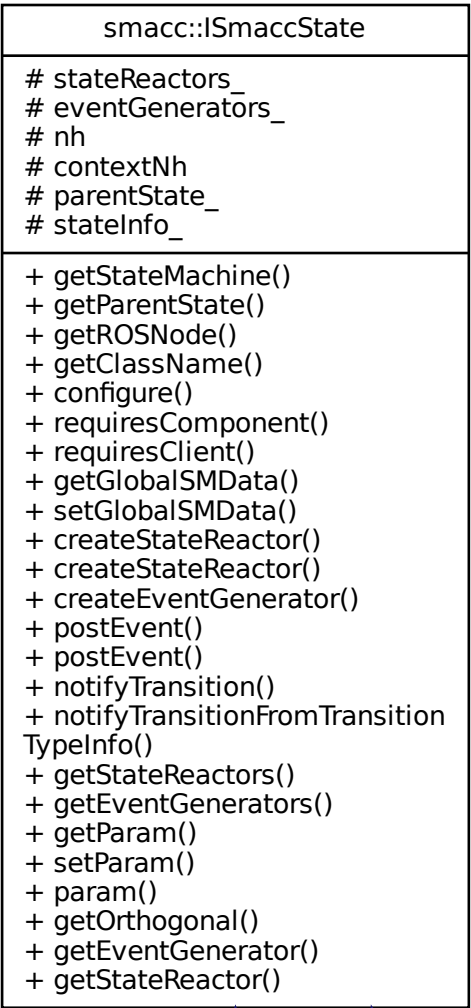 smacc::ISmaccState
# stateReactors_
# eventGenerators_
# nh
# contextNh
# parentState_
# stateInfo_
+ getStateMachine()
+ getParentState()
+ getROSNode()
+ getClassName()
+ configure()
+ requiresComponent()
+ requiresClient()
+ getGlobalSMData()
+ setGlobalSMData()
+ createStateReactor()
+ createStateReactor()
+ createEventGenerator()
+ postEvent()
+ postEvent()
+ notifyTransition()
+ notifyTransitionFromTransition
TypeInfo()
+ getStateReactors()
+ getEventGenerators()
+ getParam()
+ setParam()
+ param()
+ getOrthogonal()
+ getEventGenerator()
+ getStateReactor()